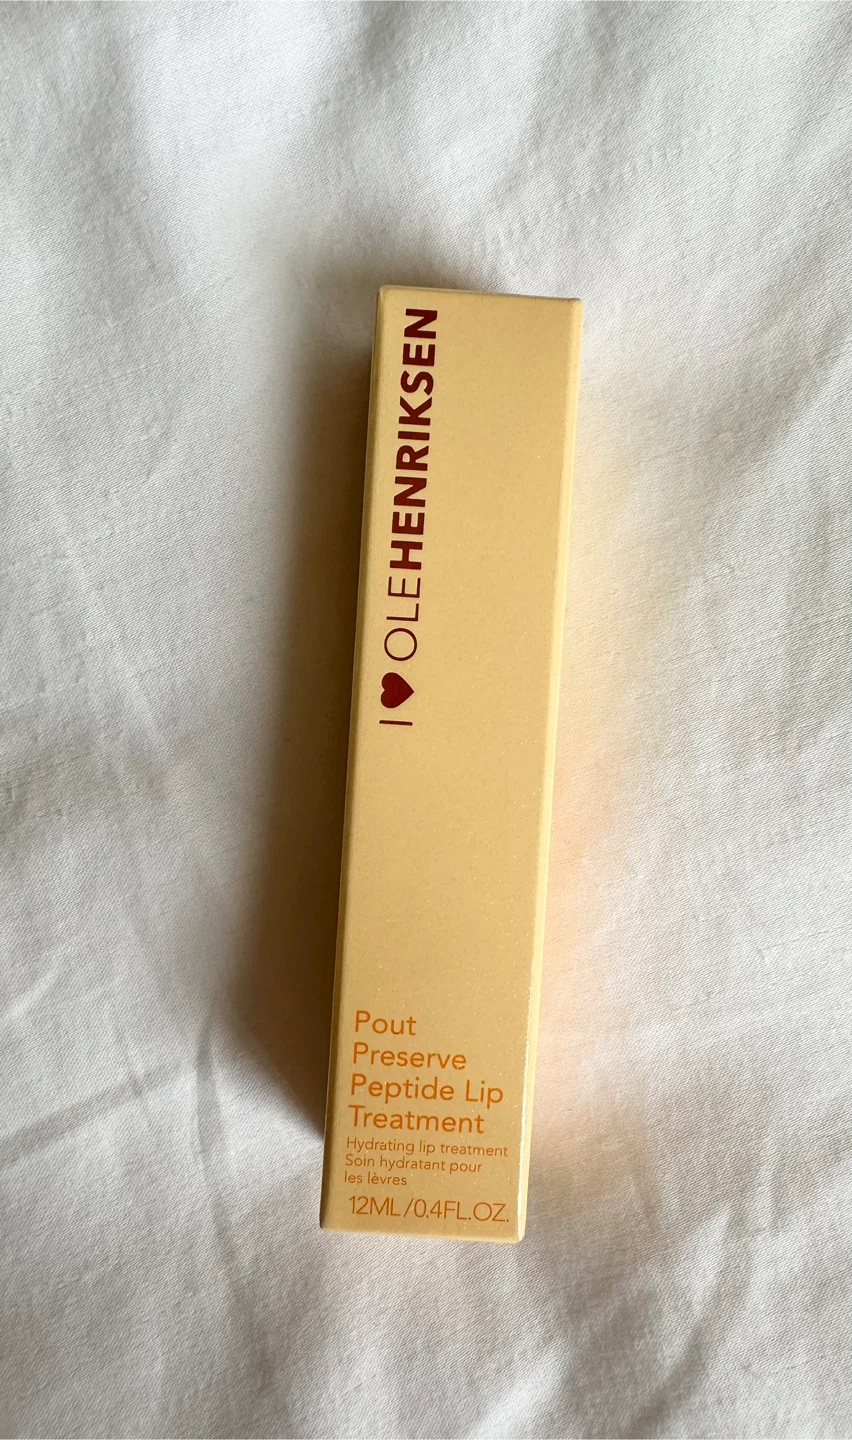 I ♥ OLEHENRIKSEN
Pout
Preserve
Peptide Lip
Treatment
Hydrating lip treatment
Soin hydratant pour
les lèvres
12ML/0.4FL.OZ.